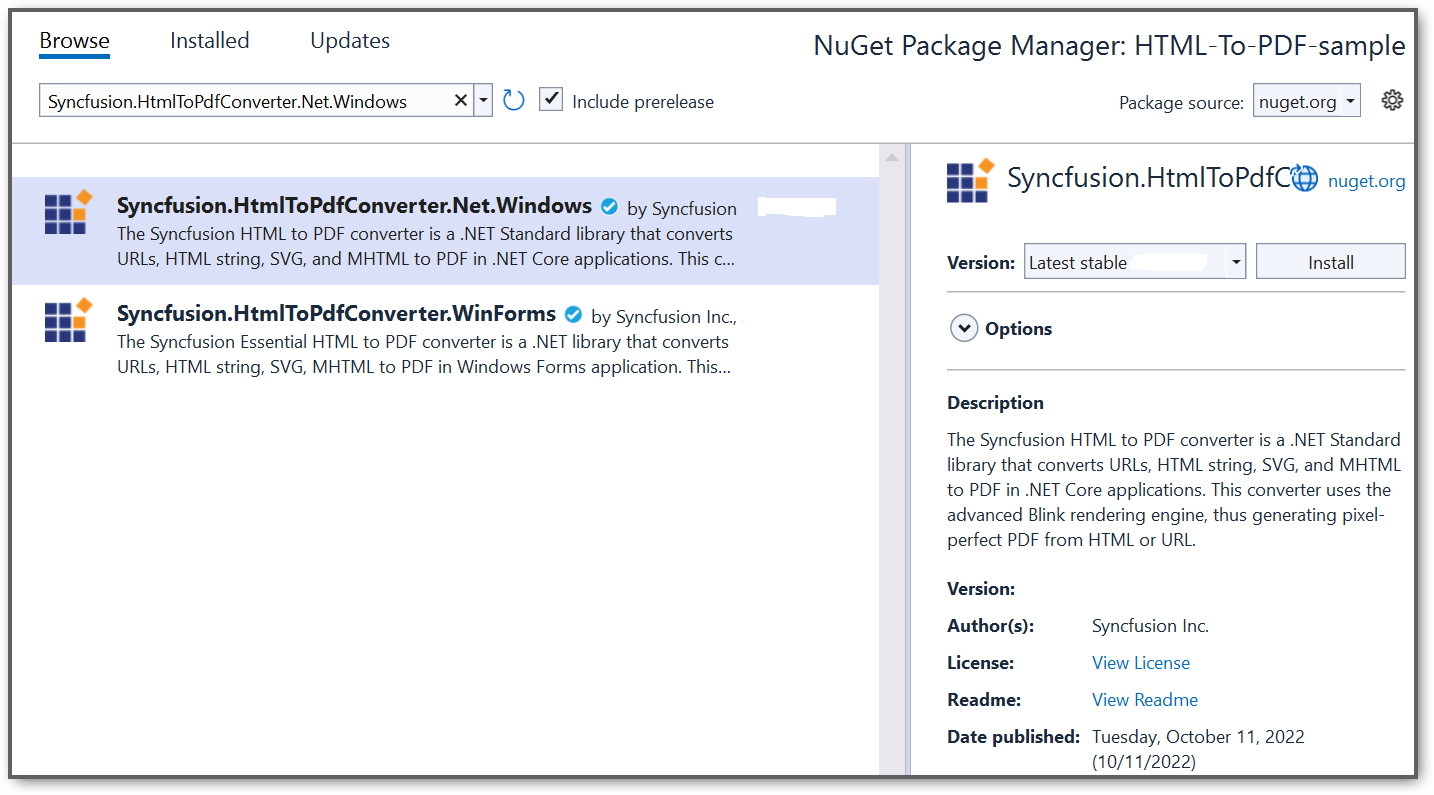 Browse Installed Updates
NuGet Package Manager: HTML-To-PDF-sample
Syncfusion.HtmlToPdfConverter.Net.Windows
Include prerelease
Package source: nuget.org
Syncfusion.HtmlToPdfConverter.Net.Windows by Syncfusion
The Syncfusion HTML to PDF converter is a .NET Standard library that converts
URLs, HTML string, SVG, and MHTML to PDF in .NET Core applications. This c...
Syncfusion.HtmlToPdfConverter.WinForms by Syncfusion Inc.,
The Syncfusion Essential HTML to PDF converter is a .NET library that converts
URLs, HTML string, SVG, MHTML to PDF in Windows Forms application. This...
Syncfusion.HtmlToPdfC nuget.org
Version: Latest stable Install
Options
Description
The Syncfusion HTML to PDF converter is a .NET Standard
library that converts URLs, HTML string, SVG, and MHTML
to PDF in .NET Core applications. This converter uses the
advanced Blink rendering engine, thus generating pixel-
perfect PDF from HTML or URL.
Version:
Author(s): Syncfusion Inc.
License: View License
Readme: View Readme
Date published: Tuesday, October 11, 2022
(10/11/2022)